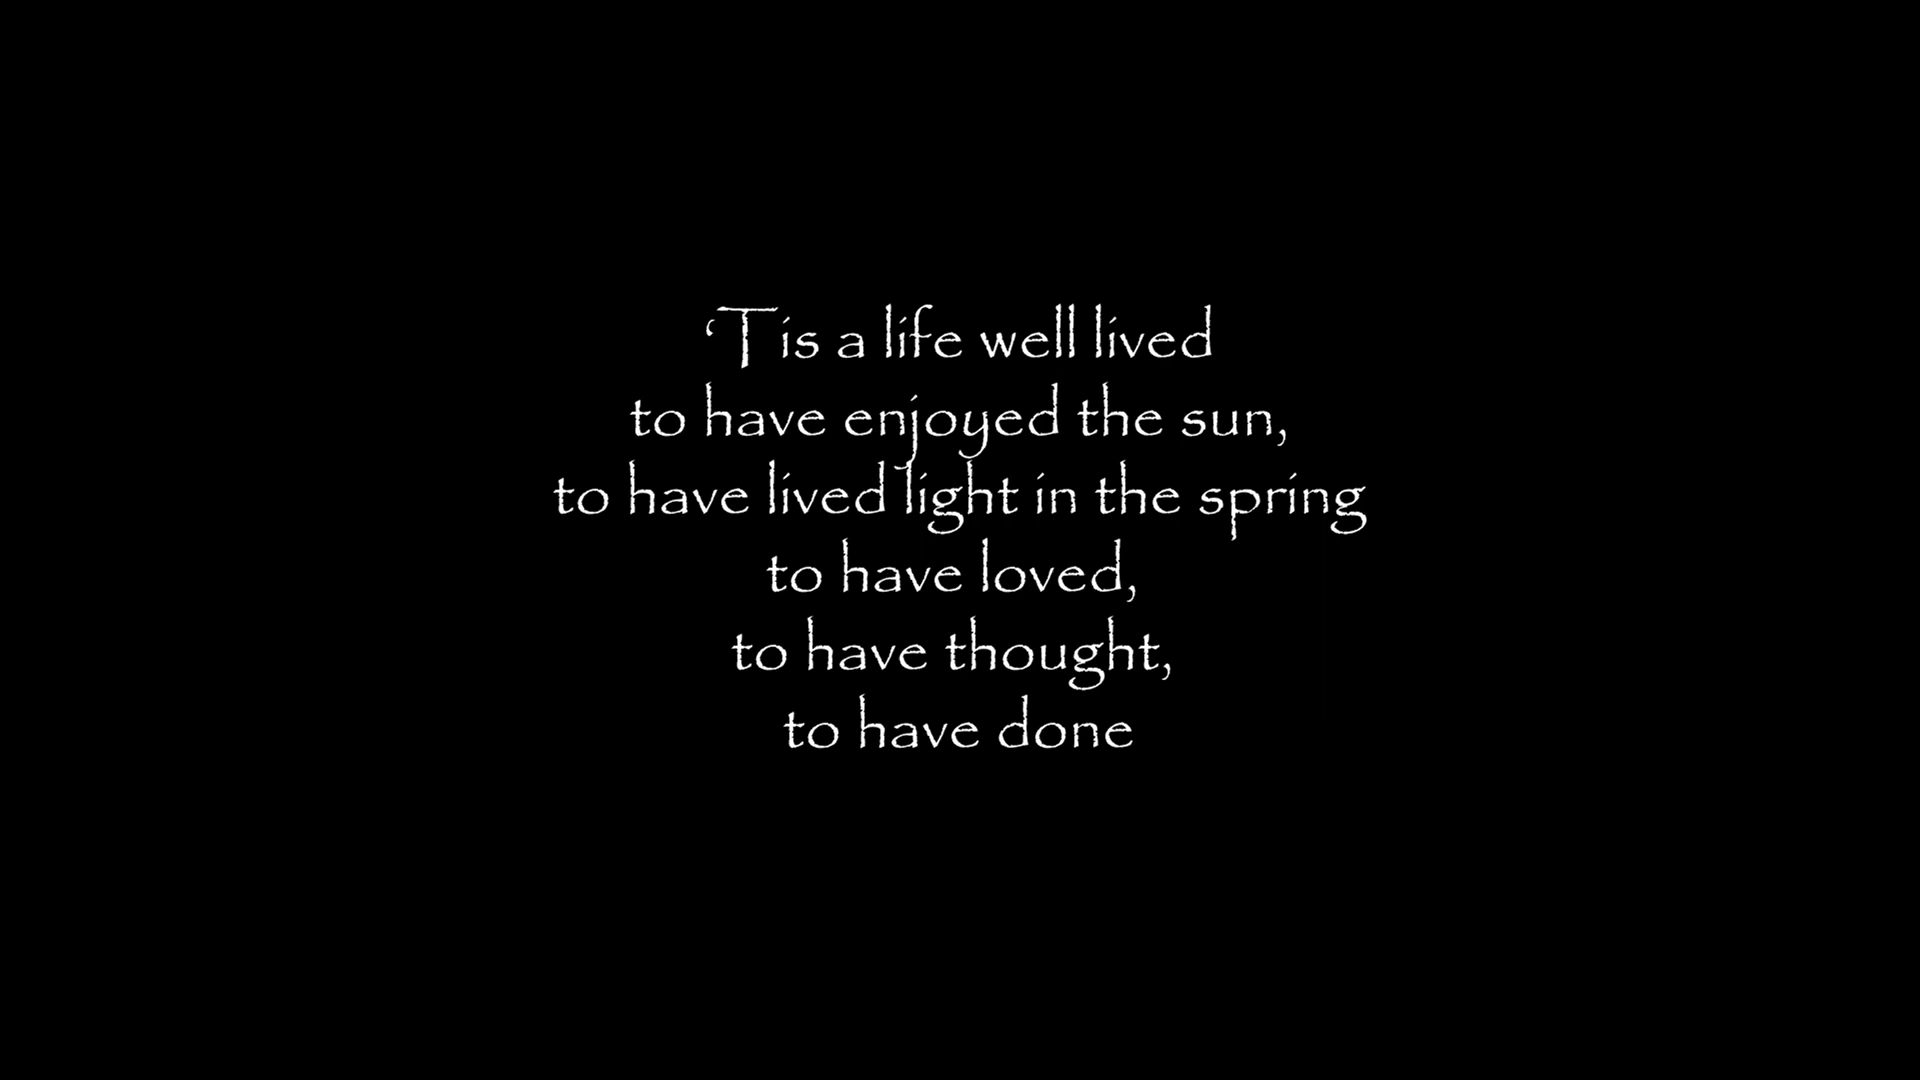 ‘Tis a life well lived
to have enjoyed the sun,
to have lived light in the spring
to have loved,
to have thought,
to have done